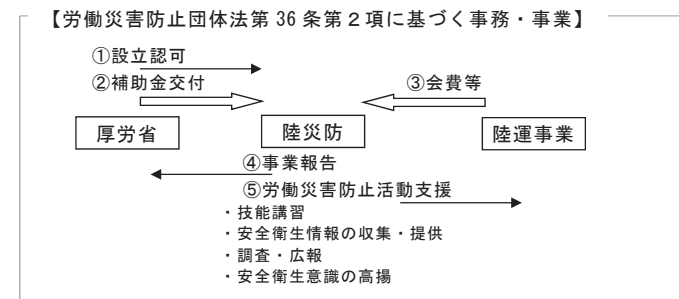 【労働災害防止団体法第36条第２項に基づく事務・事業】
①設立認可
②補助金交付
③会費等
厚労省
陸災防
陸運事業
④事業報告
⑤労働災害防止活動支援
・技能講習
・安全衛生情報の収集・提供
・調査・広報
・安全衛生意識の高揚